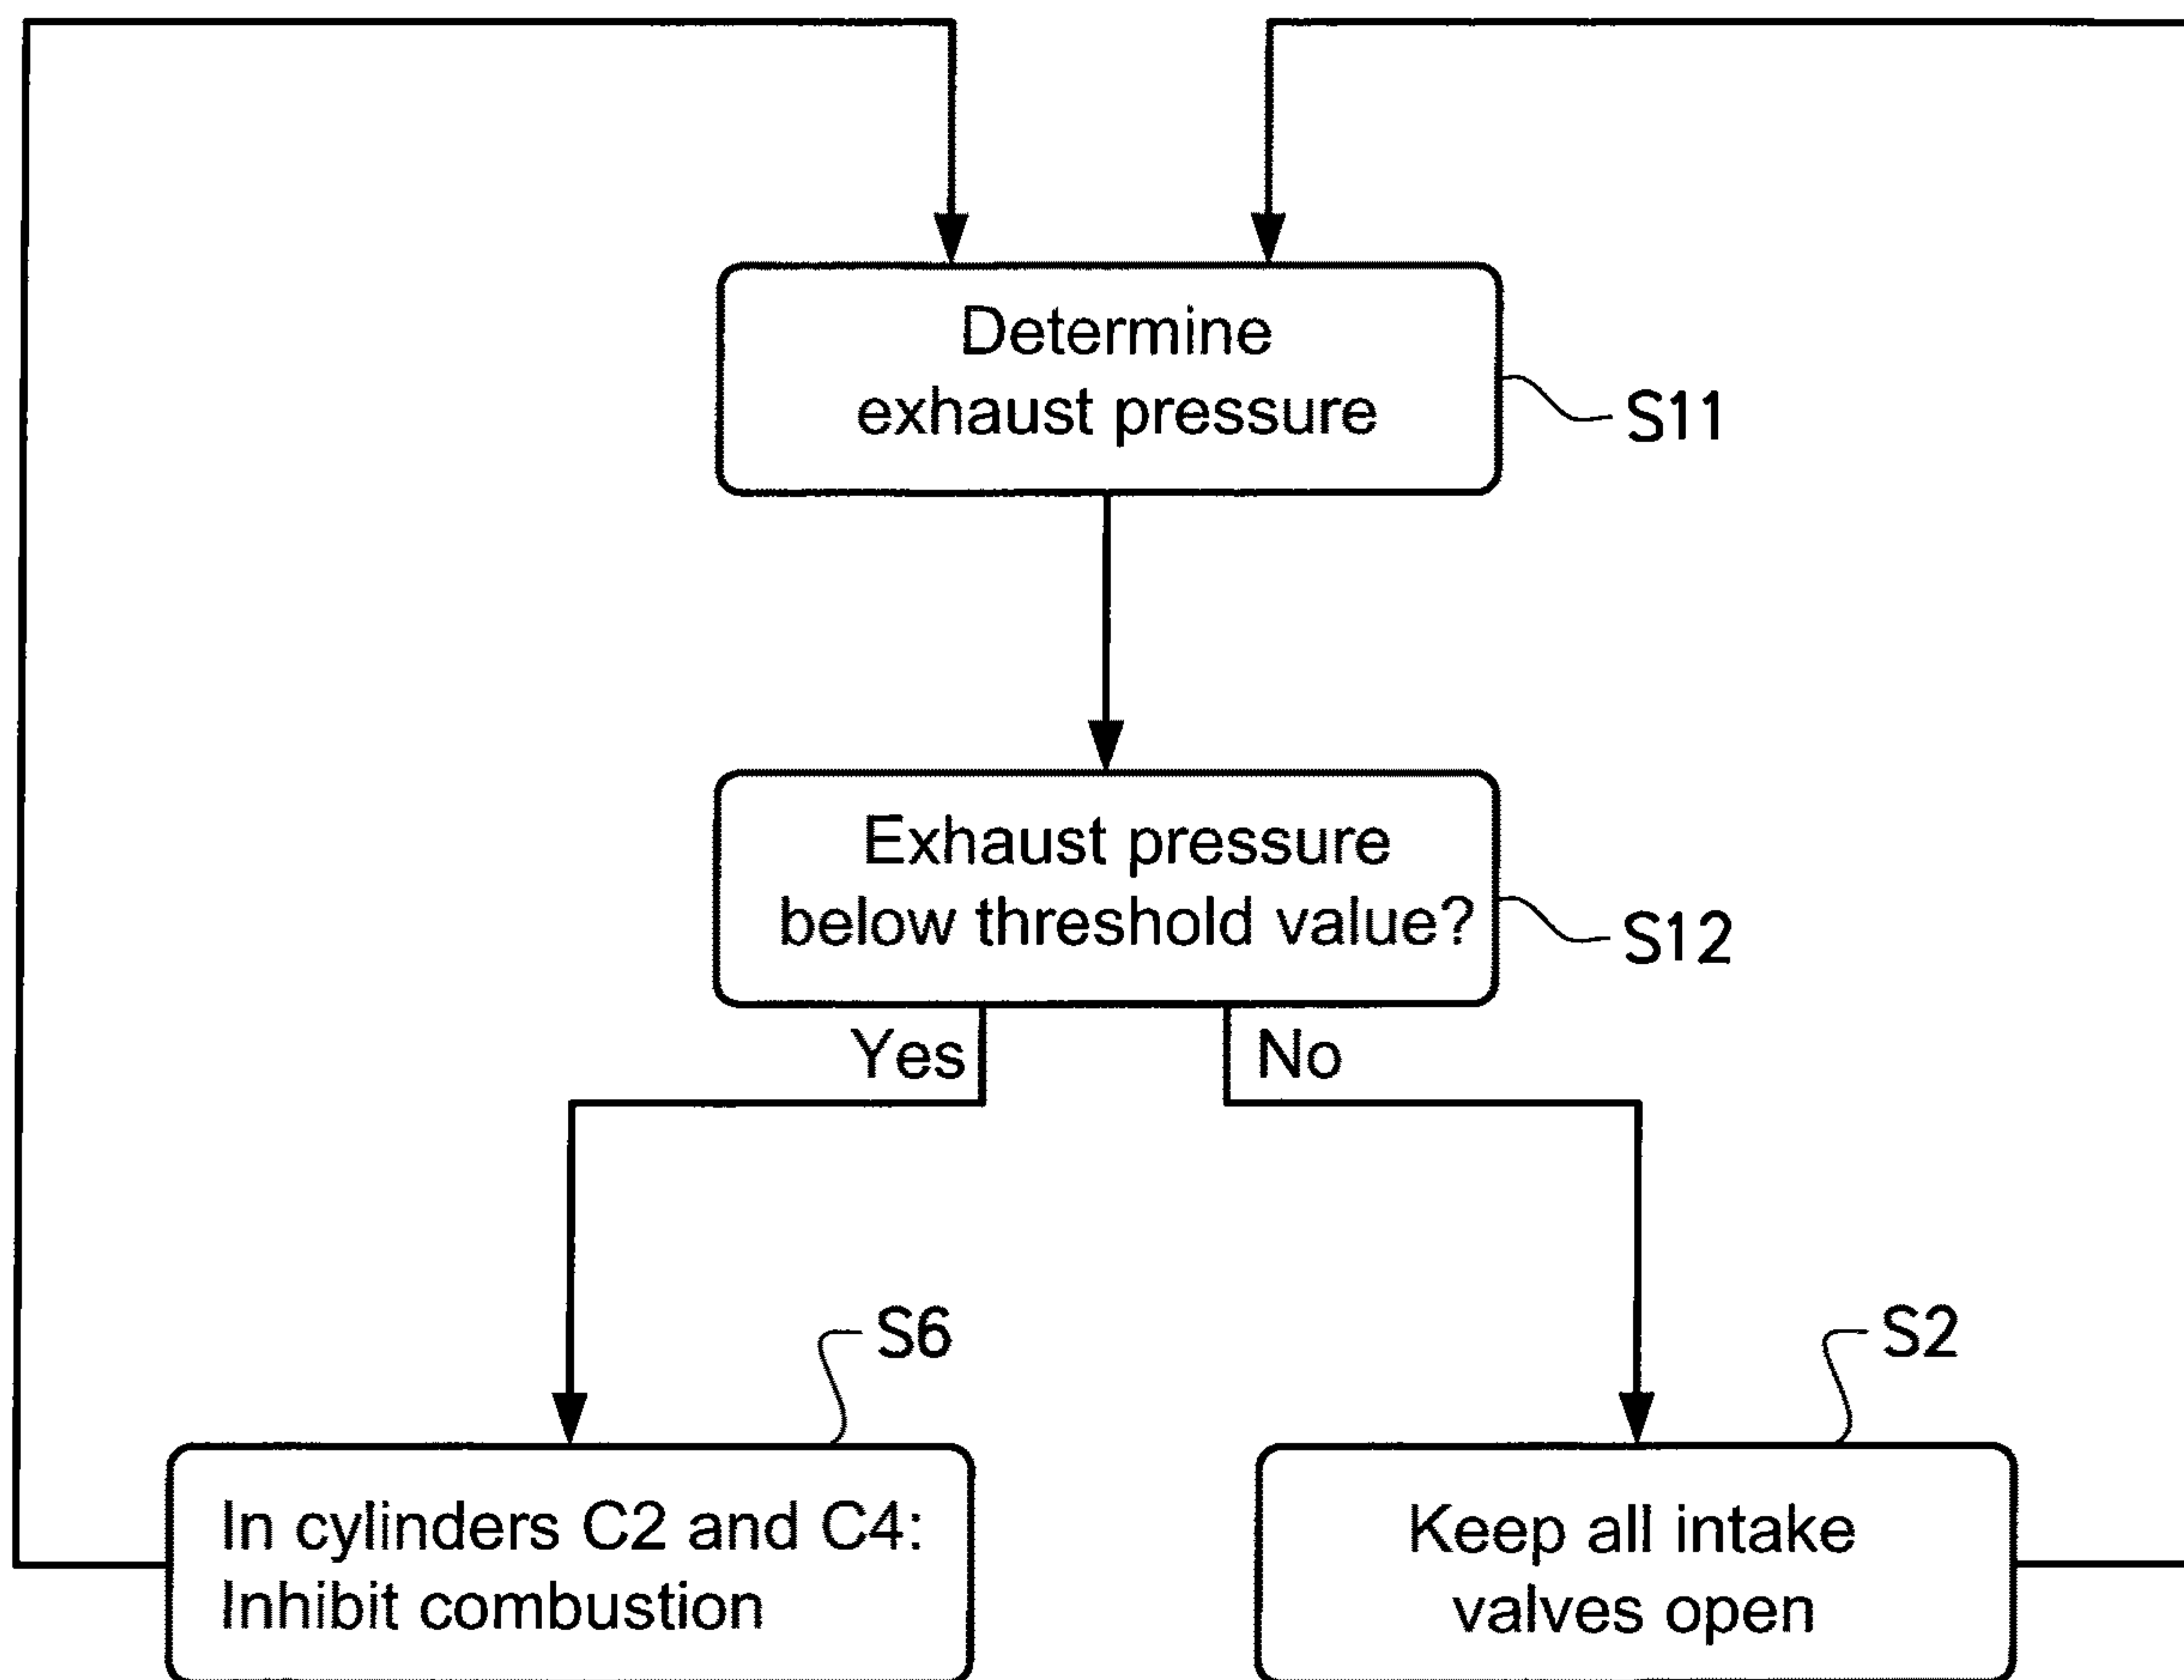 Determine
exhaust pressure
S11
Exhaust pressure
below threshold value?
S12
Yes
No
S6
S2
In cylinders C2 and C4:
Inhibit combustion
Keep all intake
valves open